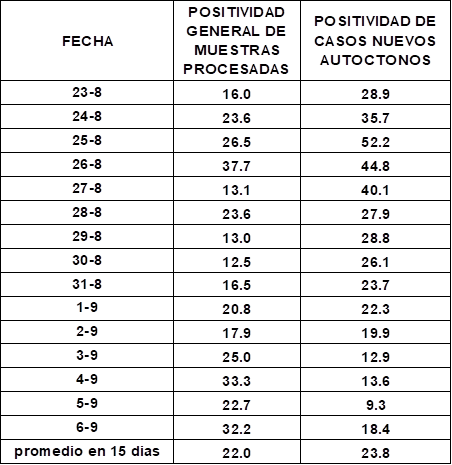 FECHA
POSITIVIDAD
GENERAL DE
MUESTRAS
PROCESADAS
POSITIVIDAD DE
CASOS NUEVOS
AUTOCTONOS
23-8 16.0 28.9
24-8 23.6 35.7
25-8 26.5 52.2
26-8 37.7 44.8
27-8 13.1 40.1
28-8 23.6 27.9
29-8 13.0 28.8
30-8 12.5 26.1
31-8 16.5 23.7
1-9 20.8 22.3
2-9 17.9 19.9
3-9 25.0 12.9
4-9 33.3 13.6
5-9 22.7 9.3
6-9 32.2 18.4
promedio en 15 dias 22.0 23.8